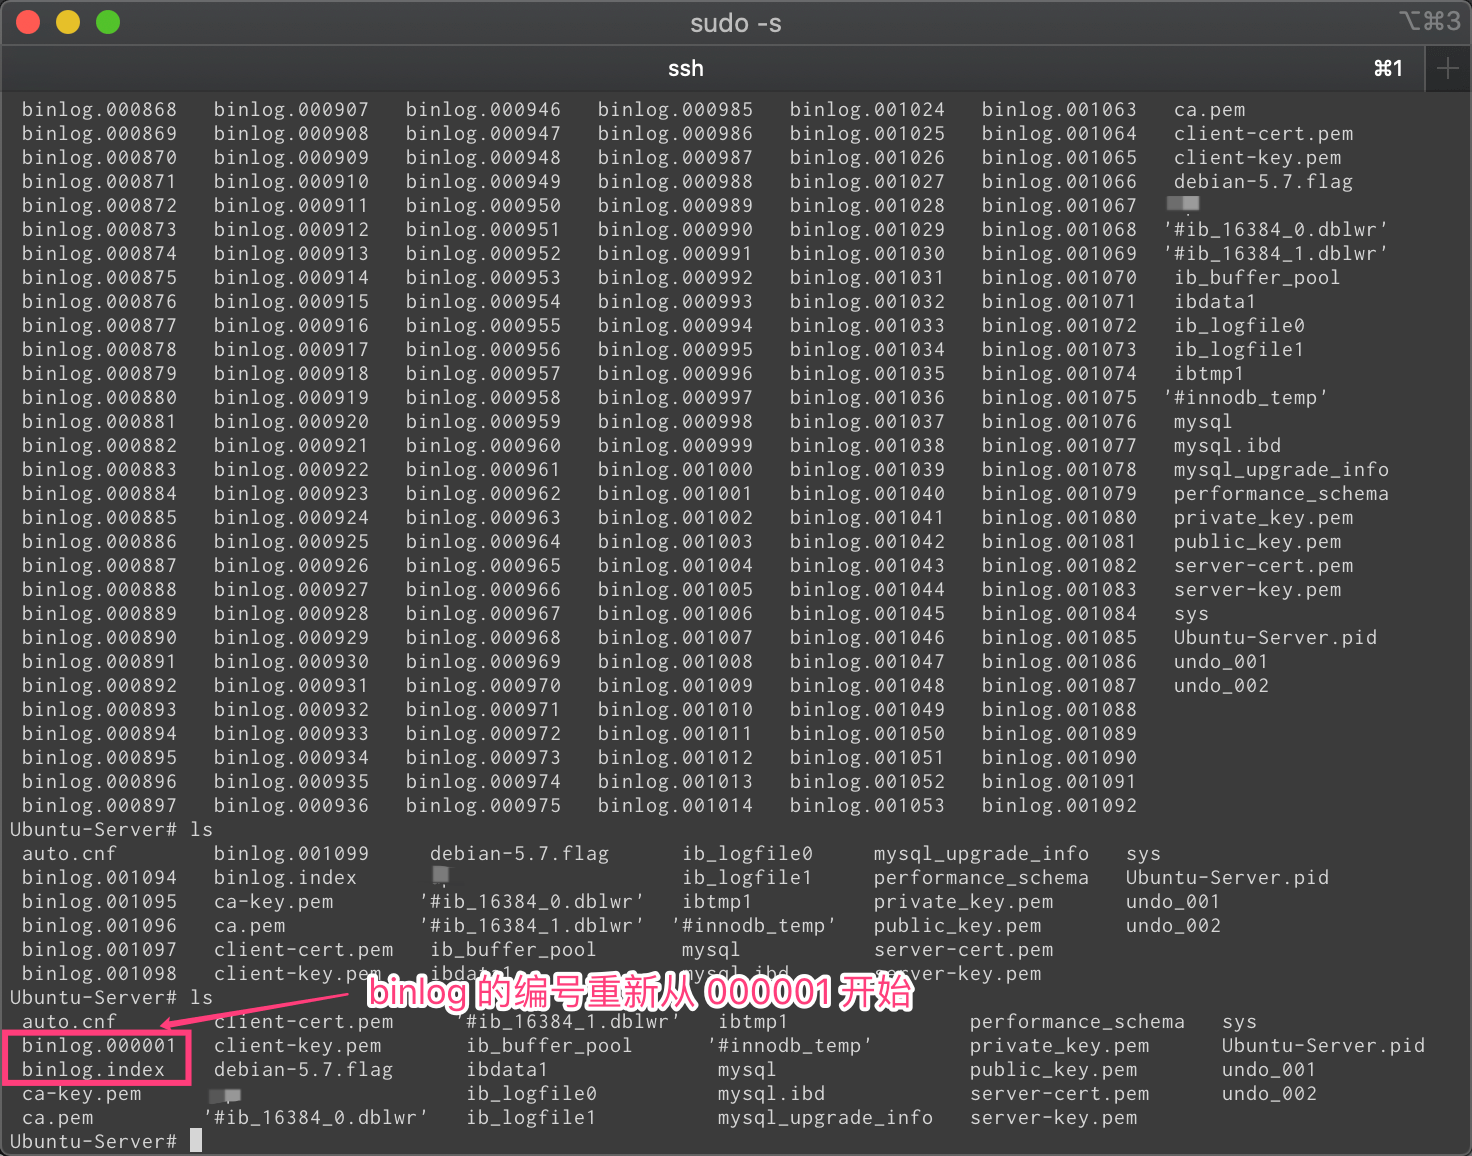 sudo -s
⌥⌘3
ssh
⌘1
binlog.000868 binlog.000907 binlog.000946 binlog.000985 binlog.001024 binlog.001063 ca.pem
binlog.000869 binlog.000908 binlog.000947 binlog.000986 binlog.001025 binlog.001064 client-cert.pem
binlog.000870 binlog.000909 binlog.000948 binlog.000987 binlog.001026 binlog.001065 client-key.pem
binlog.000871 binlog.000910 binlog.000949 binlog.000988 binlog.001027 binlog.001066 debian-5.7.flag
binlog.000872 binlog.000911 binlog.000950 binlog.000989 binlog.001028 binlog.001067
binlog.000873 binlog.000912 binlog.000951 binlog.000990 binlog.001029 binlog.001068 '#ib_16384_0.dblwr'
binlog.000874 binlog.000913 binlog.000952 binlog.000991 binlog.001030 binlog.001069 '#ib_16384_1.dblwr'
binlog.000875 binlog.000914 binlog.000953 binlog.000992 binlog.001031 binlog.001070 ib_buffer_pool
binlog.000876 binlog.000915 binlog.000954 binlog.000993 binlog.001032 binlog.001071 ibdata1
binlog.000877 binlog.000916 binlog.000955 binlog.000994 binlog.001033 binlog.001072 ib_logfile0
binlog.000878 binlog.000917 binlog.000956 binlog.000995 binlog.001034 binlog.001073 ib_logfile1
binlog.000879 binlog.000918 binlog.000957 binlog.000996 binlog.001035 binlog.001074 ibtmp1
binlog.000880 binlog.000919 binlog.000958 binlog.000997 binlog.001036 binlog.001075 '#innodb_temp'
binlog.000881 binlog.000920 binlog.000959 binlog.000998 binlog.001037 binlog.001076 mysql
binlog.000882 binlog.000921 binlog.000960 binlog.000999 binlog.001038 binlog.001077 mysql.ibd
binlog.000883 binlog.000922 binlog.000961 binlog.001000 binlog.001039 binlog.001078 mysql_upgrade_info
binlog.000884 binlog.000923 binlog.000962 binlog.001001 binlog.001040 binlog.001079 performance_schema
binlog.000885 binlog.000924 binlog.000963 binlog.001002 binlog.001041 binlog.001080 private_key.pem
binlog.000886 binlog.000925 binlog.000964 binlog.001003 binlog.001042 binlog.001081 public_key.pem
binlog.000887 binlog.000926 binlog.000965 binlog.001004 binlog.001043 binlog.001082 server-cert.pem
binlog.000888 binlog.000927 binlog.000966 binlog.001005 binlog.001044 binlog.001083 server-key.pem
binlog.000889 binlog.000928 binlog.000967 binlog.001006 binlog.001045 binlog.001084 sys
binlog.000890 binlog.000929 binlog.000968 binlog.001007 binlog.001046 binlog.001085 Ubuntu-Server.pid
binlog.000891 binlog.000930 binlog.000969 binlog.001008 binlog.001047 binlog.001086 undo_001
binlog.000892 binlog.000931 binlog.000970 binlog.001009 binlog.001048 binlog.001087 undo_002
binlog.000893 binlog.000932 binlog.000971 binlog.001010 binlog.001049 binlog.001088
binlog.000894 binlog.000933 binlog.000972 binlog.001011 binlog.001050 binlog.001089
binlog.000895 binlog.000934 binlog.000973 binlog.001012 binlog.001051 binlog.001090
binlog.000896 binlog.000935 binlog.000974 binlog.001013 binlog.001052 binlog.001091
binlog.000897 binlog.000936 binlog.000975 binlog.001014 binlog.001053 binlog.001092
Ubuntu-Server# ls
auto.cnf binlog.001099 debian-5.7.flag ib_logfile0 mysql_upgrade_info sys
binlog.001094 binlog.index ib_logfile1 performance_schema Ubuntu-Server.pid
binlog.001095 ca-key.pem '#ib_16384_0.dblwr' ibtmp1 private_key.pem undo_001
binlog.001096 ca.pem '#ib_16384_1.dblwr' '#innodb_temp' public_key.pem undo_002
binlog.001097 client-cert.pem ib_buffer_pool mysql server-cert.pem
binlog.001098 client-key.pem ibdata1 mysql.ibd server-key.pem
Ubuntu-Server# ls
binlog 的编号重新从 000001 开始
auto.cnf client-cert.pem '#ib_16384_1.dblwr' ibtmp1 performance_schema sys
binlog.000001 client-key.pem ib_buffer_pool '#innodb_temp' private_key.pem Ubuntu-Server.pid
binlog.index debian-5.7.flag ibdata1 mysql public_key.pem undo_001
ca-key.pem ib_logfile0 mysql.ibd server-cert.pem undo_002
ca.pem '#ib_16384_0.dblwr' ib_logfile1 mysql_upgrade_info server-key.pem
Ubuntu-Server#